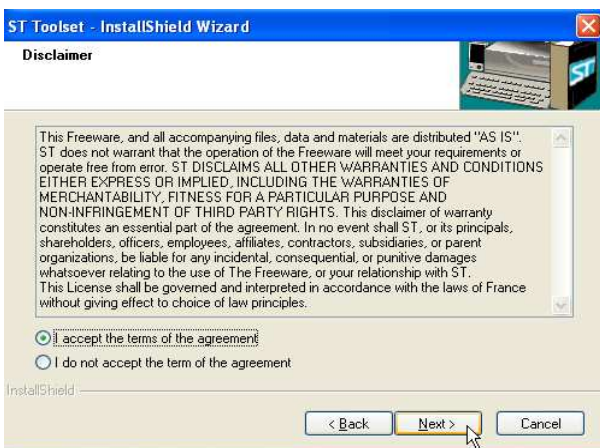 ST Toolset - InstallShield Wizard
Disclaimer
ST
This Freeware, and all accompanying files, data and materials are distributed "AS IS".
ST does not warrant that the operation of the Freeware will meet your requirements or
operate free from error. ST DISCLAIMS ALL OTHER WARRANTIES AND CONDITIONS
EITHER EXPRESS OR IMPLIED, INCLUDING THE WARRANTIES OF
MERCHANTABILITY, FITNESS FOR A PARTICULAR PURPOSE AND
NON-INFRINGEMENT OF THIRD PARTY RIGHTS. This disclaimer of warranty
constitutes an essential part of the agreement. In no event shall ST, or its principals,
shareholders, officers, employees, affiliates, contractors, subsidiaries, or parent
organizations, be liable for any incidental, consequential, or punitive damages
whatsoever relating to the use of The Freeware, or your relationship with ST.
This License shall be governed and interpreted in accordance with the laws of France
without giving effect to choice of law principles.
I accept the terms of the agreement
I do not accept the term of the agreement
InstallShield
< Back Next > Cancel